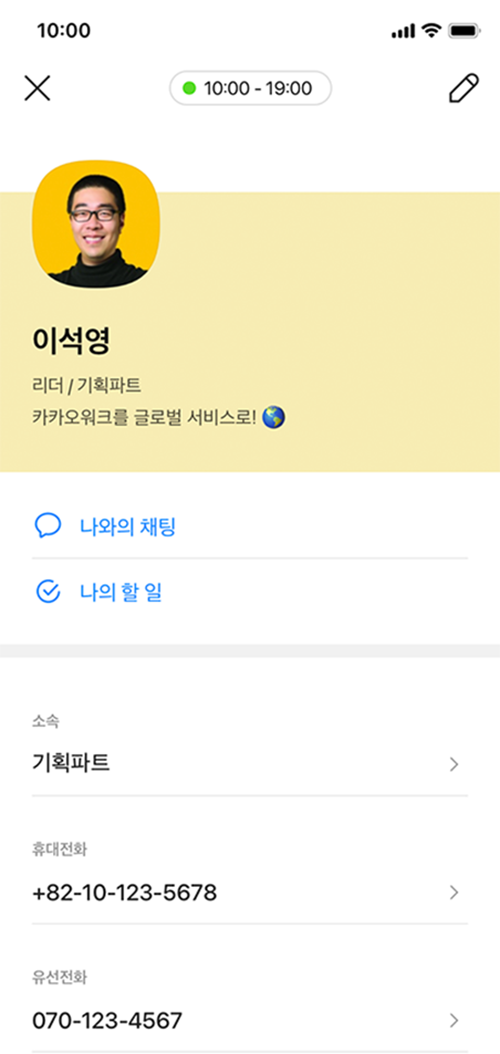 10:00
10:00 - 19:00
이석영
리더 / 기획파트
카카오워크를 글로벌 서비스로! 🌎
나와의 채팅
나의 할 일
소속
기획파트
휴대전화
+82-10-123-5678
유선전화
070-123-4567